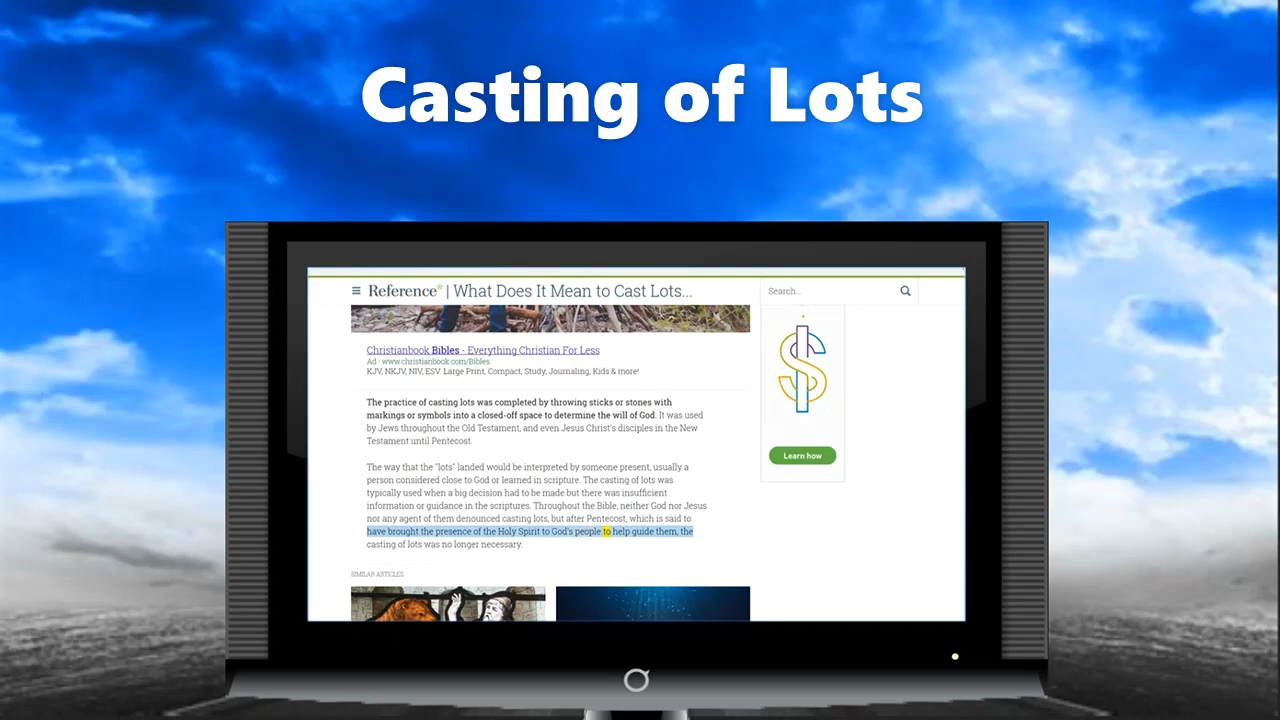 Casting of Lots
Reference* | What Does It Mean to Cast Lots...
Search...
Christianbook Bibles - Everything Christian For Less
Ad · www.christianbook.com/Bibles
KJV, NKJV, NIV, ESV. Large Print, Compact, Study, Journaling, Kids & more!
The practice of casting lots was completed by throwing sticks or stones with
markings or symbols into a closed-off space to determine the will of God. It was used
by Jews throughout the Old Testament, and even Jesus Christ's disciples in the New
Testament until Pentecost.
The way that the "lots" landed would be interpreted by someone present, usually a
person considered close to God or learned in scripture. The casting of lots was
typically used when a big decision had to be made but there was insufficient
information or guidance in the scriptures. Throughout the Bible, neither God nor Jesus
nor any agent of them denounced casting lots, but after Pentecost, which is said to
have brought the presence of the Holy Spirit to God's people to help guide them, the
casting of lots was no longer necessary.
SIMILAR ARTICLES
Learn how